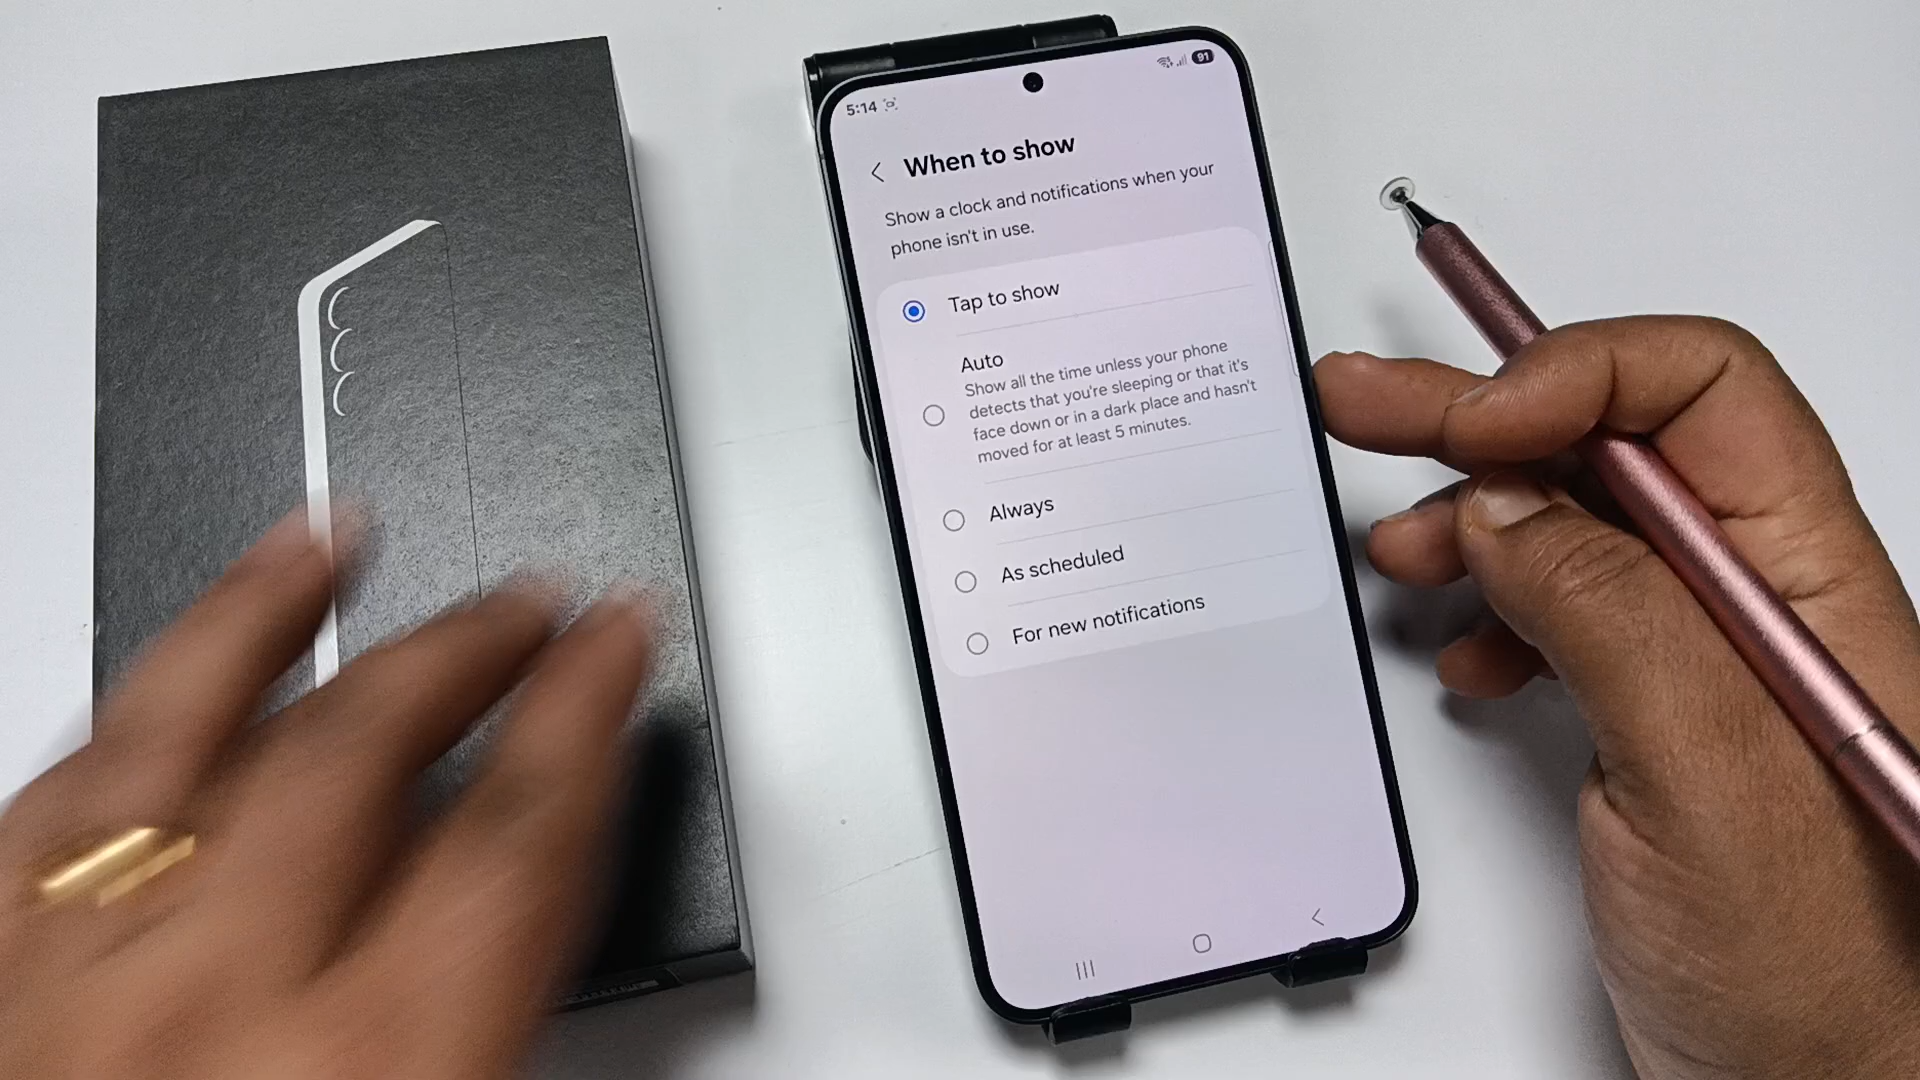 5:14
91
When to show
Show a clock and notifications when your
phone isn't in use.
Tap to show
Auto
Show all the time unless your phone
detects that you're sleeping or that it's
face down or in a dark place and hasn't
moved for at least 5 minutes.
Always
As scheduled
For new notifications